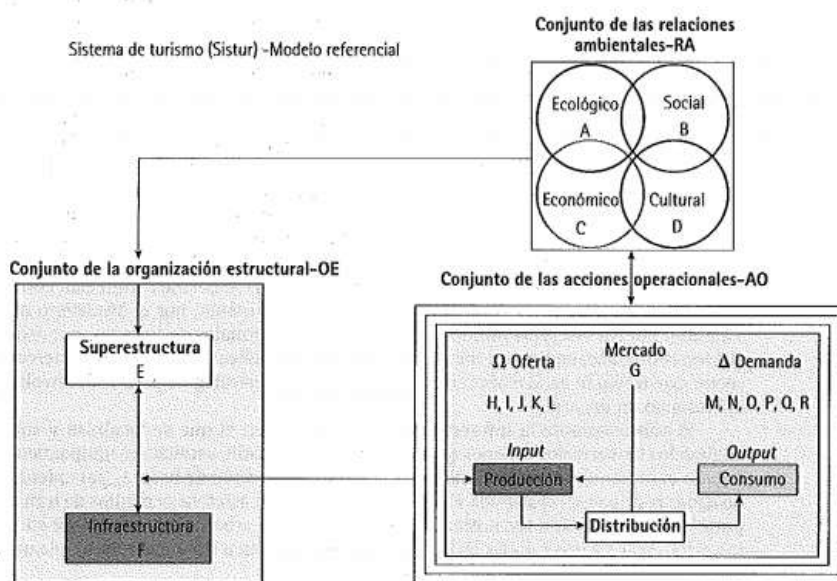 Sistema de turismo (Sistur) -Modelo referencial
Conjunto de las relaciones
ambientales-RA
Ecológico
A
Social
B
Económico
C
Cultural
D
Conjunto de la organización estructural-OE
Superestructura
E
Infraestructura
F
Conjunto de las acciones operacionales-AO
Ω Oferta
H, I, J, K, L
Mercado
G
Δ Demanda
M, N, O, P, Q, R
Input
Producción
Distribución
Output
Consumo